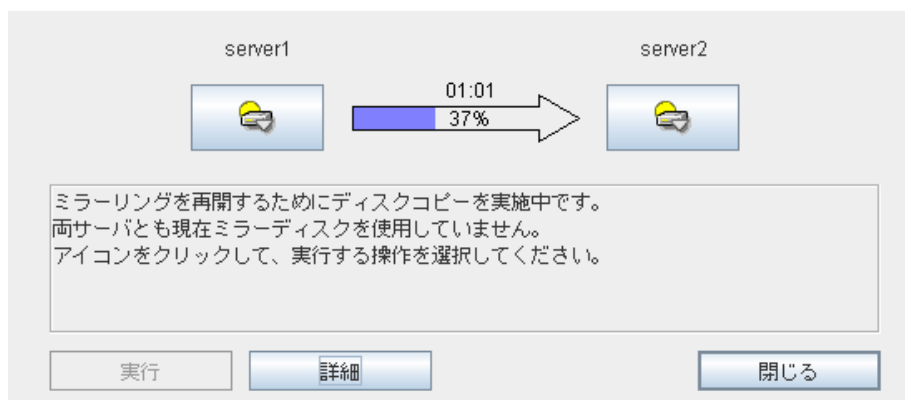 server1
server2
01:01
37%
ミラーリングを再開するためにディスクコピーを実施中です。
両サーバとも現在ミラーディスクを使用していません。
アイコンをクリックして、実行する操作を選択してください。
実行
詳細
閉じる